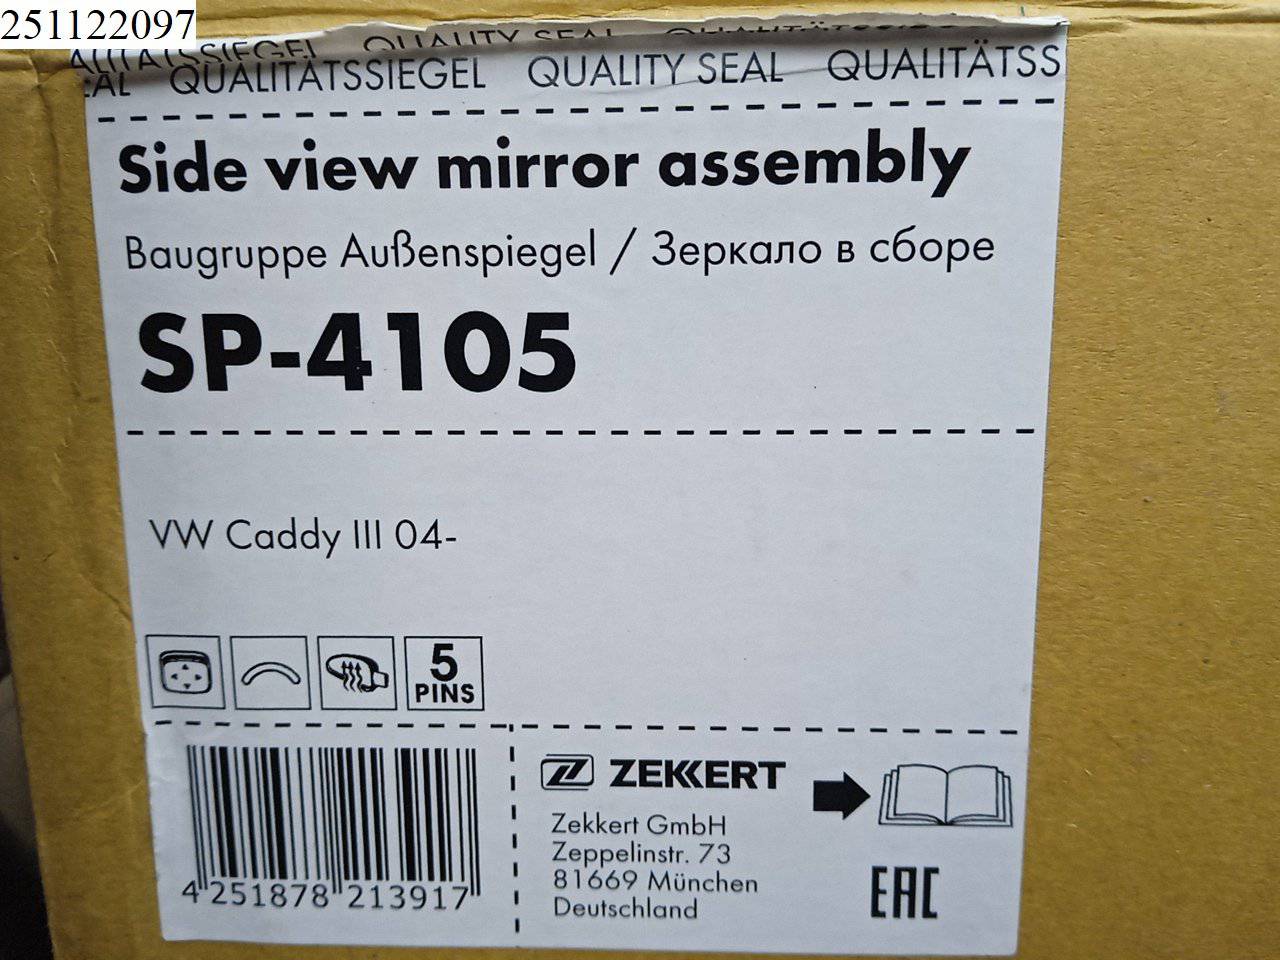 251122097
QUALITÄTSSIEGEL QUALITY SEAL
QUALITÄTSSIEGEL QUALITY SEAL QUALITÄTSS
Side view mirror assembly
Baugruppe Außenspiegel / Зеркало в сборе
SP-4105
VW Caddy III 04-
5
PINS
4 251878 213917
ZEKKERT
Zekkert GmbH
Zeppelinstr. 73
81669 München
Deutschland
EAC